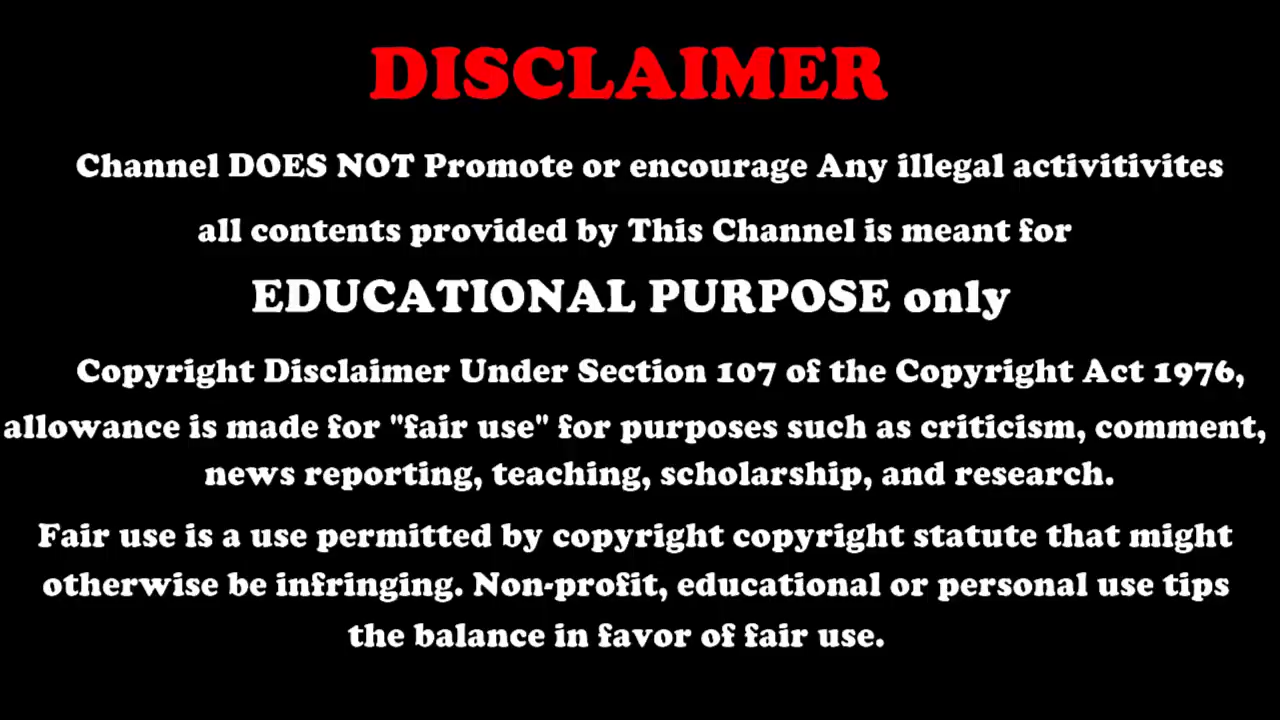 DISCLAIMER
Channel DOES NOT Promote or encourage Any illegal activitivites
all contents provided by This Channel is meant for
EDUCATIONAL PURPOSE only
Copyright Disclaimer Under Section 107 of the Copyright Act 1976,
allowance is made for "fair use" for purposes such as criticism, comment,
news reporting, teaching, scholarship, and research.
Fair use is a use permitted by copyright copyright statute that might
otherwise be infringing. Non-profit, educational or personal use tips
the balance in favor of fair use.